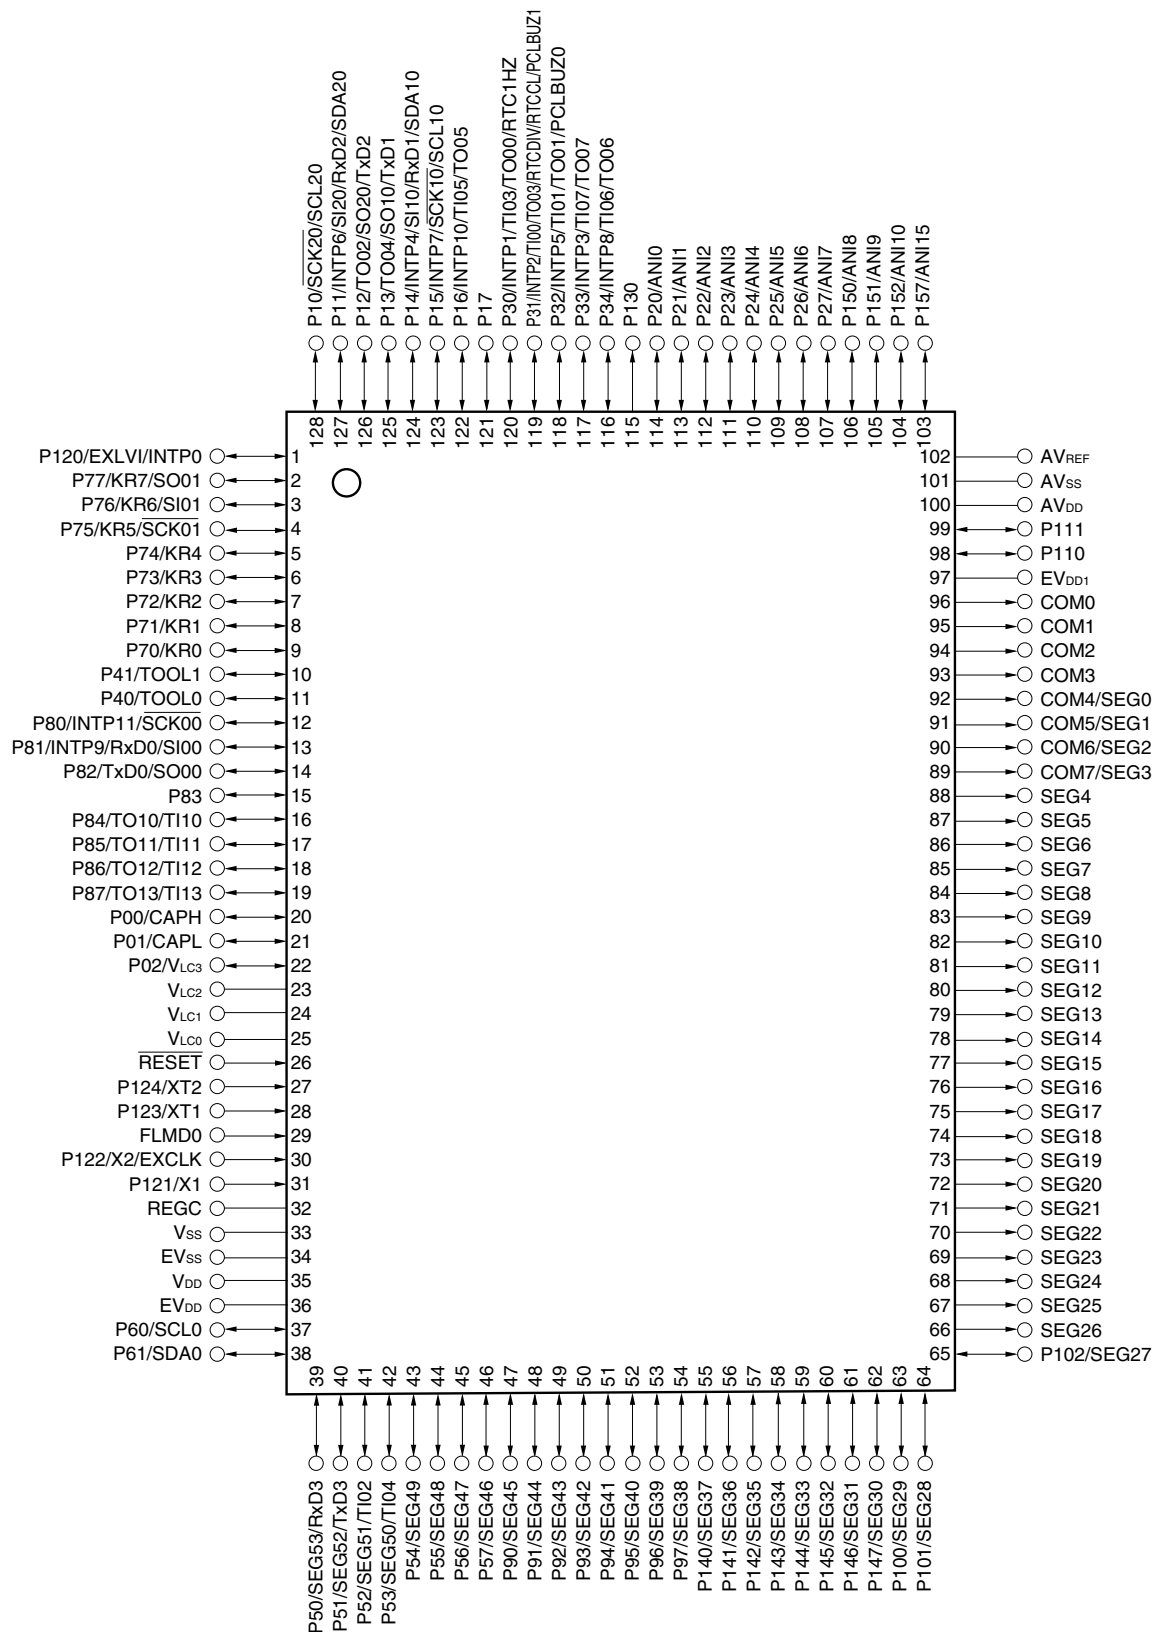 P10/SCK20/SCL20
P11/INTP6/SI20/RxD2/SDA20
P12/TO02/SO20/TxD2
P13/TO04/SO10/TxD1
P14/INTP4/SI10/RxD1/SDA10
P15/INTP7/SCK10/SCL10
P16/INTP10/TI05/TO05
P17
P30/INTP1/TI03/TO00/RTC1HZ
P31/INTP2/TI00/TO03/RTCDIV/RTCCL/PCLBUZ1
P32/INTP5/TI01/TO01/PCLBUZ0
P33/INTP3/TI07/TO07
P34/INTP8/TI06/TO06
P130
P20/ANI0
P21/ANI1
P22/ANI2
P23/ANI3
P24/ANI4
P25/ANI5
P26/ANI6
P27/ANI7
P150/ANI8
P151/ANI9
P152/ANI10
P157/ANI15
128
127
126
125
124
123
122
121
120
119
118
117
116
115
114
113
112
111
110
109
108
107
106
105
104
103
P120/EXLVI/INTP0 1
P77/KR7/SO01 2
P76/KR6/SI01 3
P75/KR5/SCK01 4
P74/KR4 5
P73/KR3 6
P72/KR2 7
P71/KR1 8
P70/KR0 9
P41/TOOL1 10
P40/TOOL0 11
P80/INTP11/SCK00 12
P81/INTP9/RxD0/SI00 13
P82/TxD0/SO00 14
P83 15
P84/TO10/TI10 16
P85/TO11/TI11 17
P86/TO12/TI12 18
P87/TO13/TI13 19
P00/CAPH 20
P01/CAPL 21
P02/VLC3 22
VLC2 23
VLC1 24
VLC0 25
RESET 26
P124/XT2 27
P123/XT1 28
FLMD0 29
P122/X2/EXCLK 30
P121/X1 31
REGC 32
VSS 33
EVSS 34
VDD 35
EVDD 36
P60/SCL0 37
P61/SDA0 38
102 AVREF
101 AVSS
100 AVDD
99 P111
98 P110
97 EVDD1
96 COM0
95 COM1
94 COM2
93 COM3
92 COM4/SEG0
91 COM5/SEG1
90 COM6/SEG2
89 COM7/SEG3
88 SEG4
87 SEG5
86 SEG6
85 SEG7
84 SEG8
83 SEG9
82 SEG10
81 SEG11
80 SEG12
79 SEG13
78 SEG14
77 SEG15
76 SEG16
75 SEG17
74 SEG18
73 SEG19
72 SEG20
71 SEG21
70 SEG22
69 SEG23
68 SEG24
67 SEG25
66 SEG26
65 P102/SEG27
39
40
41
42
43
44
45
46
47
48
49
50
51
52
53
54
55
56
57
58
59
60
61
62
63
64
P50/SEG53/RxD3
P51/SEG52/TxD3
P52/SEG51/TI02
P53/SEG50/TI04
P54/SEG49
P55/SEG48
P56/SEG47
P57/SEG46
P90/SEG45
P91/SEG44
P92/SEG43
P93/SEG42
P94/SEG41
P95/SEG40
P96/SEG39
P97/SEG38
P140/SEG37
P141/SEG36
P142/SEG35
P143/SEG34
P144/SEG33
P145/SEG32
P146/SEG31
P147/SEG30
P100/SEG29
P101/SEG28